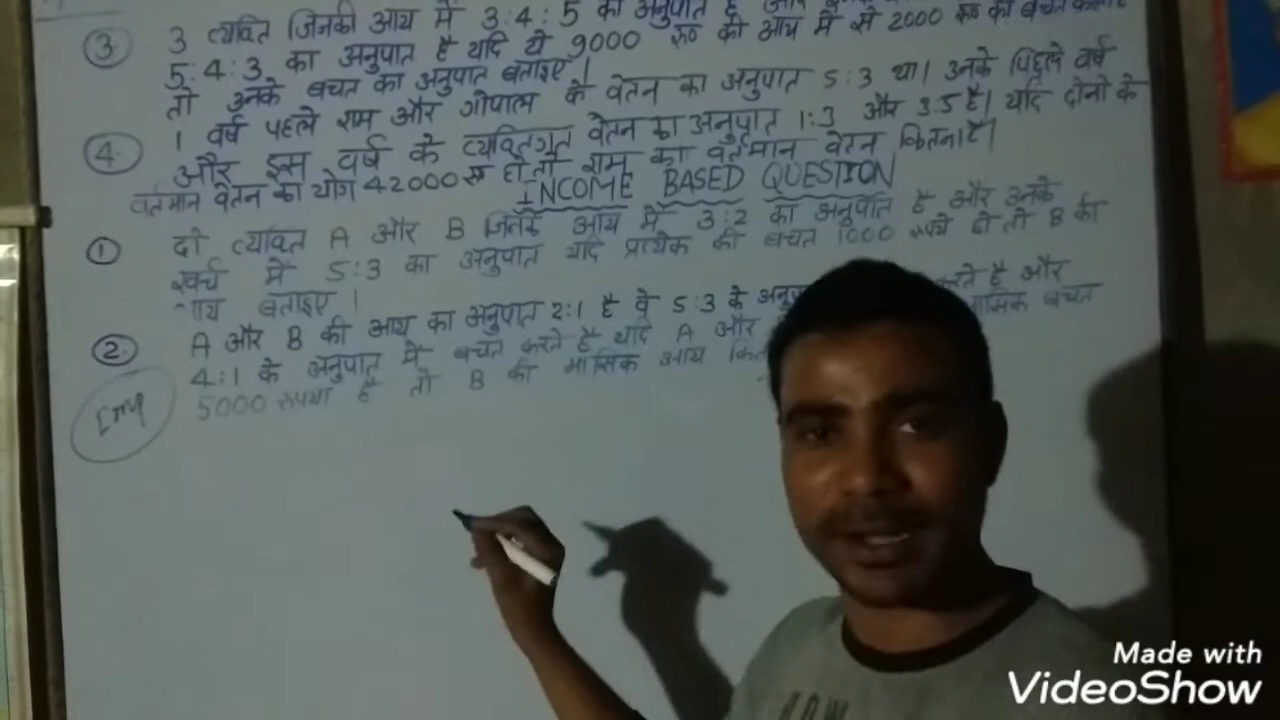 ③ 3 व्यक्ति जिनकी आय में 3:4:5 का अनुपात है और
5:4:3 का अनुपात है यदि ये 9000 रू की आय में से 2000 रू की बचत
तो उनके बचत का अनुपात बताइए।
④ 1 वर्ष पहले राम और गोपाल के वेतन का अनुपात 5:3 था। उनके पिछले वर्ष
और इस वर्ष के व्यक्तिगत वेतन का अनुपात 1:3 और 3:5 है। यदि दोनो के
वर्तमान वेतन का योग 42000 रू हो तो राम का वर्तमान वेतन कितना है।
INCOME BASED QUESTION
① दो व्यक्ति A और B जिनके आय में 3:2 का अनुपात है और उनके
खर्च में 5:3 का अनुपात यदि प्रत्येक की बचत 1000 रूपये हो तो B की
आय बताइए।
② A और B की आय का अनुपात 2:1 है वे 5:3 के करते है और
4:1 के अनुपात में बचत करते है यदि A और बचत
5000 रूपया है तो B की मासिक आय
Imp
Made with
VideoShow